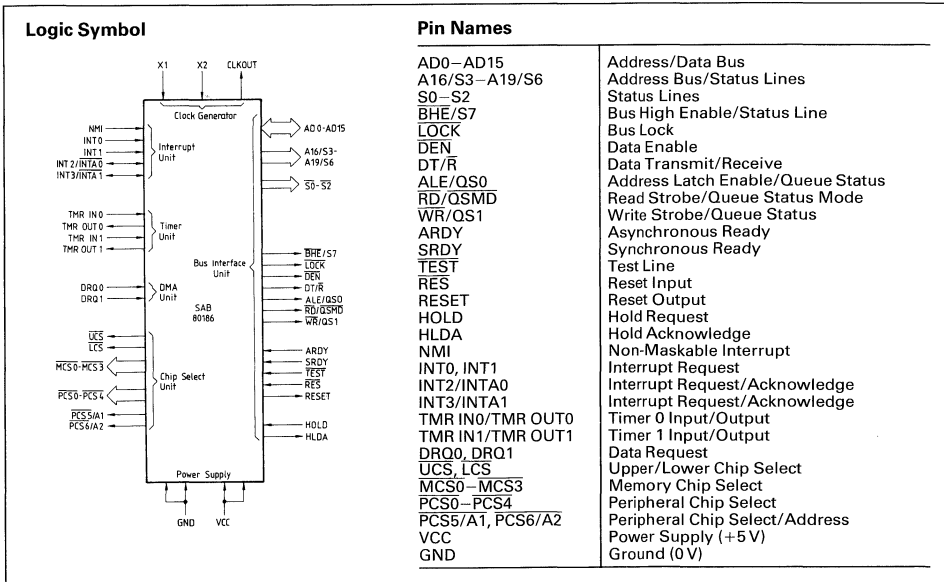 Logic Symbol
X1 X2 CLKOUT
Clock Generator
NMI
INT0
INT1
INT2/INTA0
INT3/INTA1
Interrupt
Unit
TMR IN0
TMR OUT0
TMR IN1
TMR OUT1
Timer
Unit
DRQ0
DRQ1
DMA
Unit
UCS
LCS
MCS0-MCS3
PCS0-PCS4
PCS5/A1
PCS6/A2
Chip Select
Unit
Bus Interface
Unit
SAB
80186
AD0-AD15
A16/S3-
A19/S6
S0-S2
BHE/S7
LOCK
DEN
DT/R
ALE/QS0
RD/QSMD
WR/QS1
ARDY
SRDY
TEST
RES
RESET
HOLD
HLDA
Power Supply
GND VCC
Pin Names
AD0–AD15 Address/Data Bus
A16/S3–A19/S6 Address Bus/Status Lines
S0–S2 Status Lines
BHE/S7 Bus High Enable/Status Line
LOCK Bus Lock
DEN Data Enable
DT/R Data Transmit/Receive
ALE/QS0 Address Latch Enable/Queue Status
RD/QSMD Read Strobe/Queue Status Mode
WR/QS1 Write Strobe/Queue Status
ARDY Asynchronous Ready
SRDY Synchronous Ready
TEST Test Line
RES Reset Input
RESET Reset Output
HOLD Hold Request
HLDA Hold Acknowledge
NMI Non-Maskable Interrupt
INT0, INT1 Interrupt Request
INT2/INTA0 Interrupt Request/Acknowledge
INT3/INTA1 Interrupt Request/Acknowledge
TMR IN0/TMR OUT0 Timer 0 Input/Output
TMR IN1/TMR OUT1 Timer 1 Input/Output
DRQ0, DRQ1 Data Request
UCS, LCS Upper/Lower Chip Select
MCS0–MCS3 Memory Chip Select
PCS0–PCS4 Peripheral Chip Select
PCS5/A1, PCS6/A2 Peripheral Chip Select/Address
VCC Power Supply (+5 V)
GND Ground (0 V)